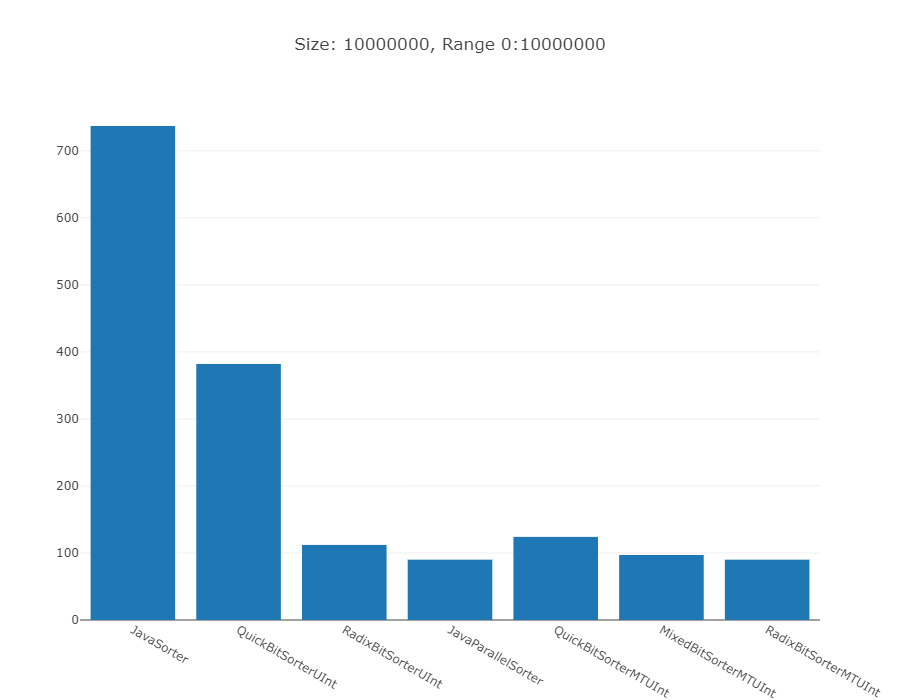 Size: 10000000, Range 0:10000000
700
600
500
400
300
200
100
0
JavaSorter
QuickBitSorterUInt
RadixBitSorterUInt
JavaParallelSorter
QuickBitSorterMTUInt
MixedBitSorterMTUInt
RadixBitSorterMTUInt